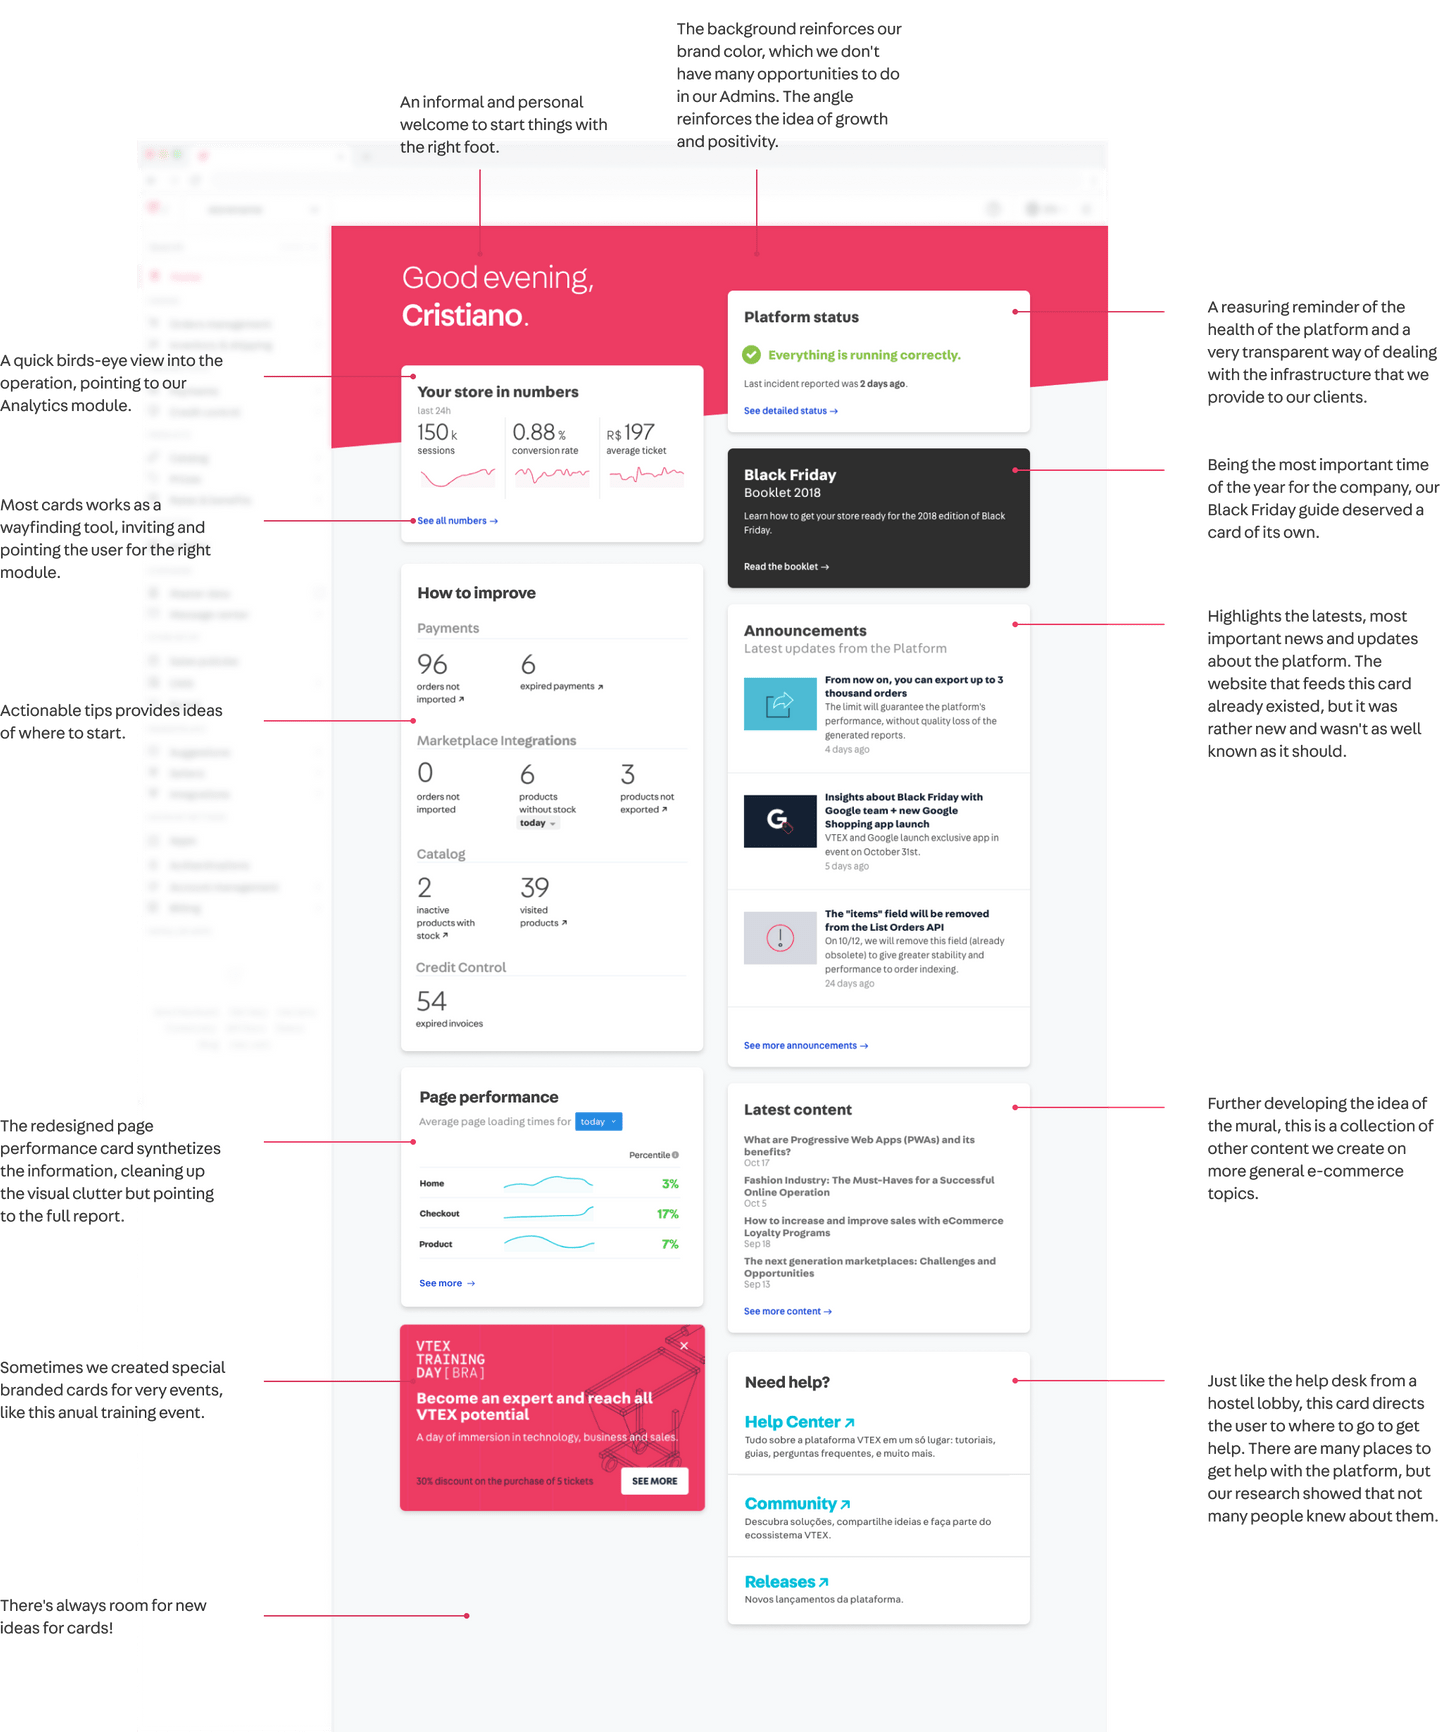 The background reinforces our
brand color, which we don't
have many opportunities to do
in our Admins. The angle
reinforces the idea of growth
and positivity.
An informal and personal
welcome to start things with
the right foot.
Good evening,
Cristiano.
A quick birds-eye view into the
operation, pointing to our
Analytics module.
Your store in numbers
last 24h
150 k
sessions
0.88 %
conversion rate
R$ 197
average ticket
See all numbers →
Most cards works as a
wayfinding tool, inviting and
pointing the user for the right
module.
How to improve
Payments
96
orders not
imported ↗
6
expired payments ↗
Actionable tips provides ideas
of where to start.
Marketplace Integrations
0
orders not
imported
6
products
without stock
today
3
products not
exported ↗
Catalog
2
inactive
products with
stock ↗
39
visited
products ↗
Credit Control
54
expired invoices
The redesigned page
performance card synthetizes
the information, cleaning up
the visual clutter but pointing
to the full report.
Page performance
Average page loading times for today
Percentile
Home 3%
Checkout 17%
Product 7%
See more →
Sometimes we created special
branded cards for very events,
like this anual training event.
VTEX
TRAINING
DAY[BRA]
Become an expert and reach all
VTEX potential
A day of immersion in technology, business and sales.
30% discount on the purchase of 5 tickets
SEE MORE
There's always room for new
ideas for cards!
Platform status
Everything is running correctly.
Last incident reported was 2 days ago.
See detailed status →
A reasuring reminder of the
health of the platform and a
very transparent way of dealing
with the infrastructure that we
provide to our clients.
Black Friday
Booklet 2018
Learn how to get your store ready for the 2018 edition of Black
Friday.
Read the booklet →
Being the most important time
of the year for the company, our
Black Friday guide deserved a
card of its own.
Announcements
Latest updates from the Platform
From now on, you can export up to 3
thousand orders
The limit will guarantee the platform's
performance, without quality loss of the
generated reports.
4 days ago
Insights about Black Friday with
Google team + new Google
Shopping app launch
VTEX and Google launch exclusive app in
event on October 31st.
5 days ago
The "items" field will be removed
from the List Orders API
On 10/12, we will remove this field (already
obsolete) to give greater stability and
performance to order indexing.
24 days ago
See more announcements →
Highlights the latests, most
important news and updates
about the platform. The
website that feeds this card
already existed, but it was
rather new and wasn't as well
known as it should.
Latest content
What are Progressive Web Apps (PWAs) and its
benefits?
Oct 17
Fashion Industry: The Must-Haves for a Successful
Online Operation
Oct 5
How to increase and improve sales with eCommerce
Loyalty Programs
Sep 18
The next generation marketplaces: Challenges and
Opportunities
Sep 13
See more content →
Further developing the idea of
the mural, this is a collection of
other content we create on
more general e-commerce
topics.
Need help?
Help Center ↗
Tudo sobre a plataforma VTEX em um só lugar: tutoriais,
guias, perguntas frequentes, e muito mais.
Community ↗
Descubra soluções, compartilhe ideias e faça parte do
ecossistema VTEX.
Releases ↗
Novos lançamentos da plataforma.
Just like the help desk from a
hostel lobby, this card directs
the user to where to go to get
help. There are many places to
get help with the platform, but
our research showed that not
many people knew about them.